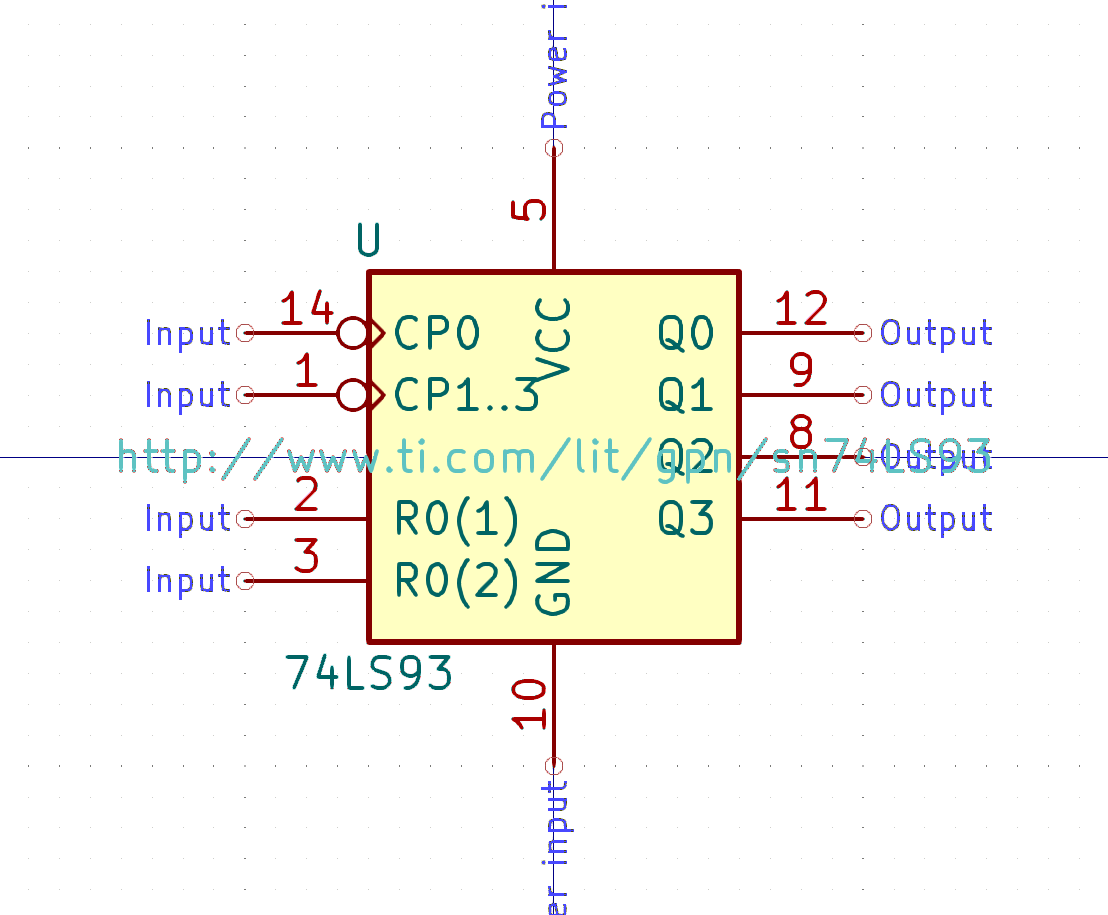 Power i
5
U
14
12
Input
CP0
VCC
Q0
Output
1
9
Input
CP1..3
Q1
Output
8
http://www.ti.com/lit/gpn/sn74LS93
Q2
Output
2
11
Input
R0(1)
Q3
Output
3
Input
R0(2)
GND
74LS93
10
er input